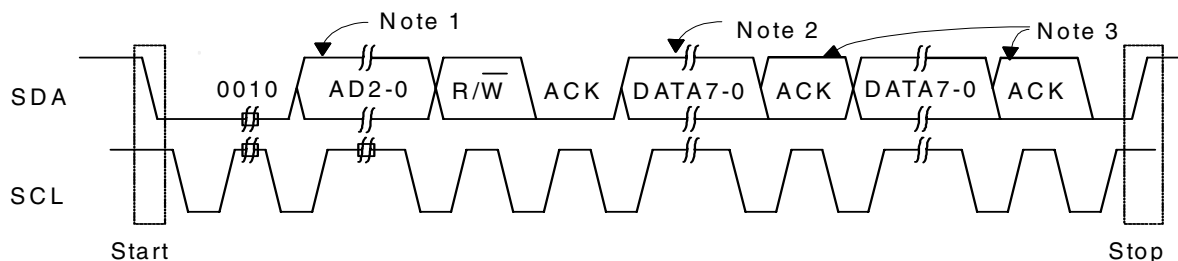 Note 1
Note 2
Note 3
SDA
0010
AD2-0
R/W̅
ACK
DATA7-0
ACK
DATA7-0
ACK
SCL
Start
Stop